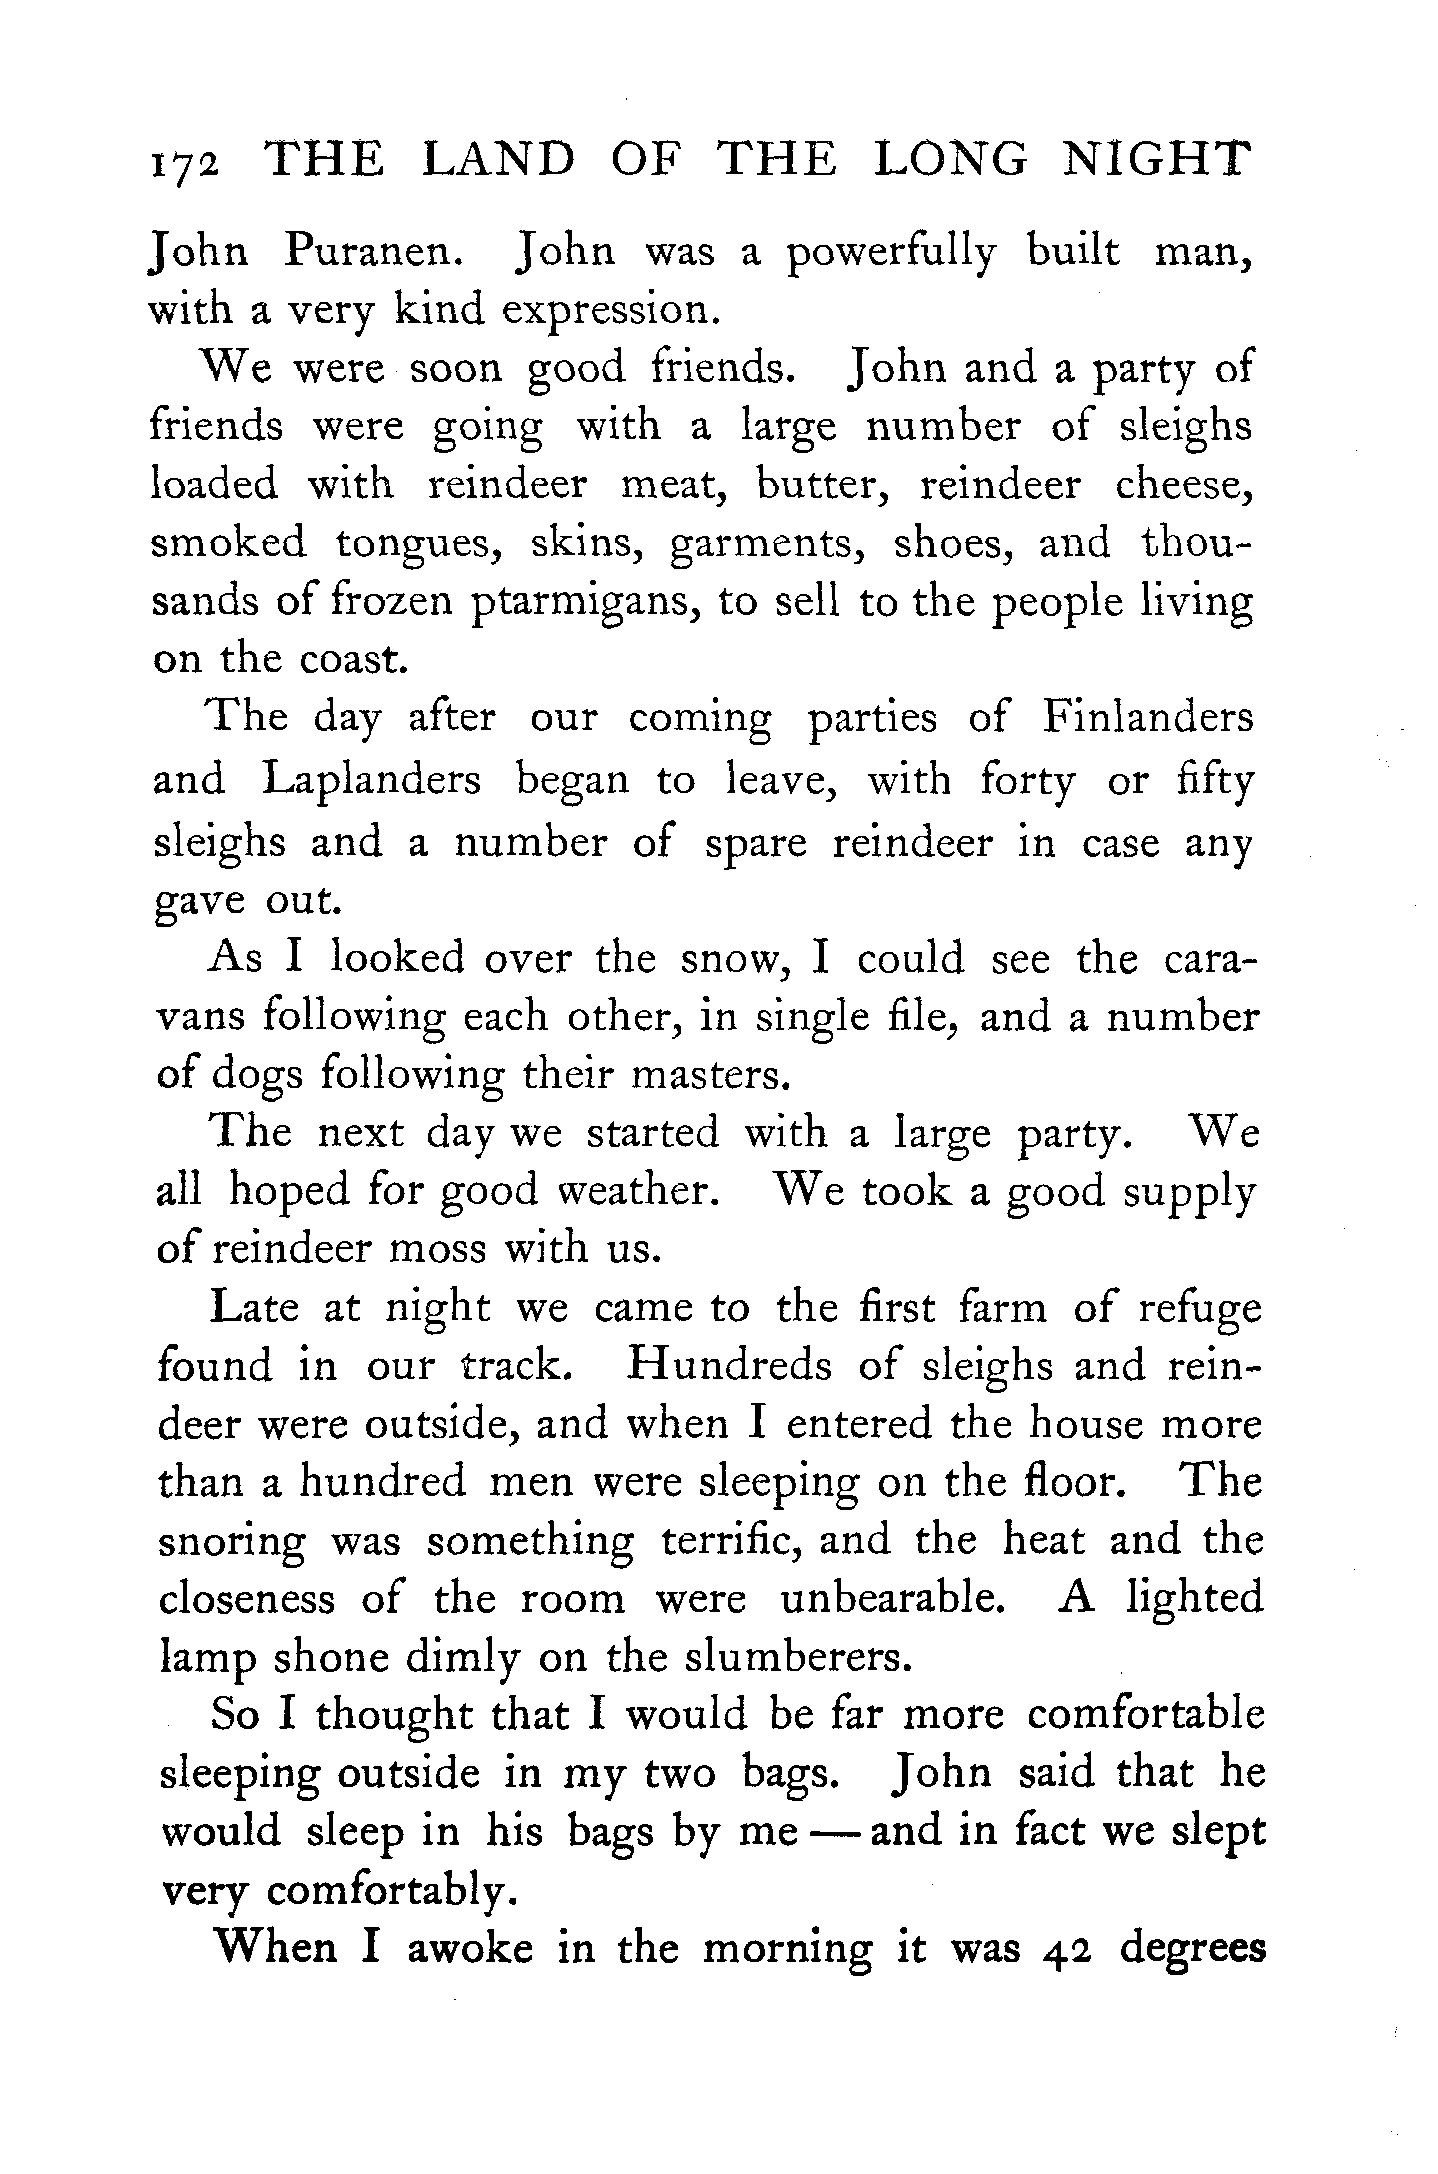 172 THE LAND OF THE LONG NIGHT
John Puranen. John was a powerfully built man,
with a very kind expression.
We were soon good friends. John and a party of
friends were going with a large number of sleighs
loaded with reindeer meat, butter, reindeer cheese,
smoked tongues, skins, garments, shoes, and thou-
sands of frozen ptarmigans, to sell to the people living
on the coast.
The day after our coming parties of Finlanders
and Laplanders began to leave, with forty or fifty
sleighs and a number of spare reindeer in case any
gave out.
As I looked over the snow, I could see the cara-
vans following each other, in single file, and a number
of dogs following their masters.
The next day we started with a large party. We
all hoped for good weather. We took a good supply
of reindeer moss with us.
Late at night we came to the first farm of refuge
found in our track. Hundreds of sleighs and rein-
deer were outside, and when I entered the house more
than a hundred men were sleeping on the floor. The
snoring was something terrific, and the heat and the
closeness of the room were unbearable. A lighted
lamp shone dimly on the slumberers.
So I thought that I would be far more comfortable
sleeping outside in my two bags. John said that he
would sleep in his bags by me — and in fact we slept
very comfortably.
When I awoke in the morning it was 42 degrees